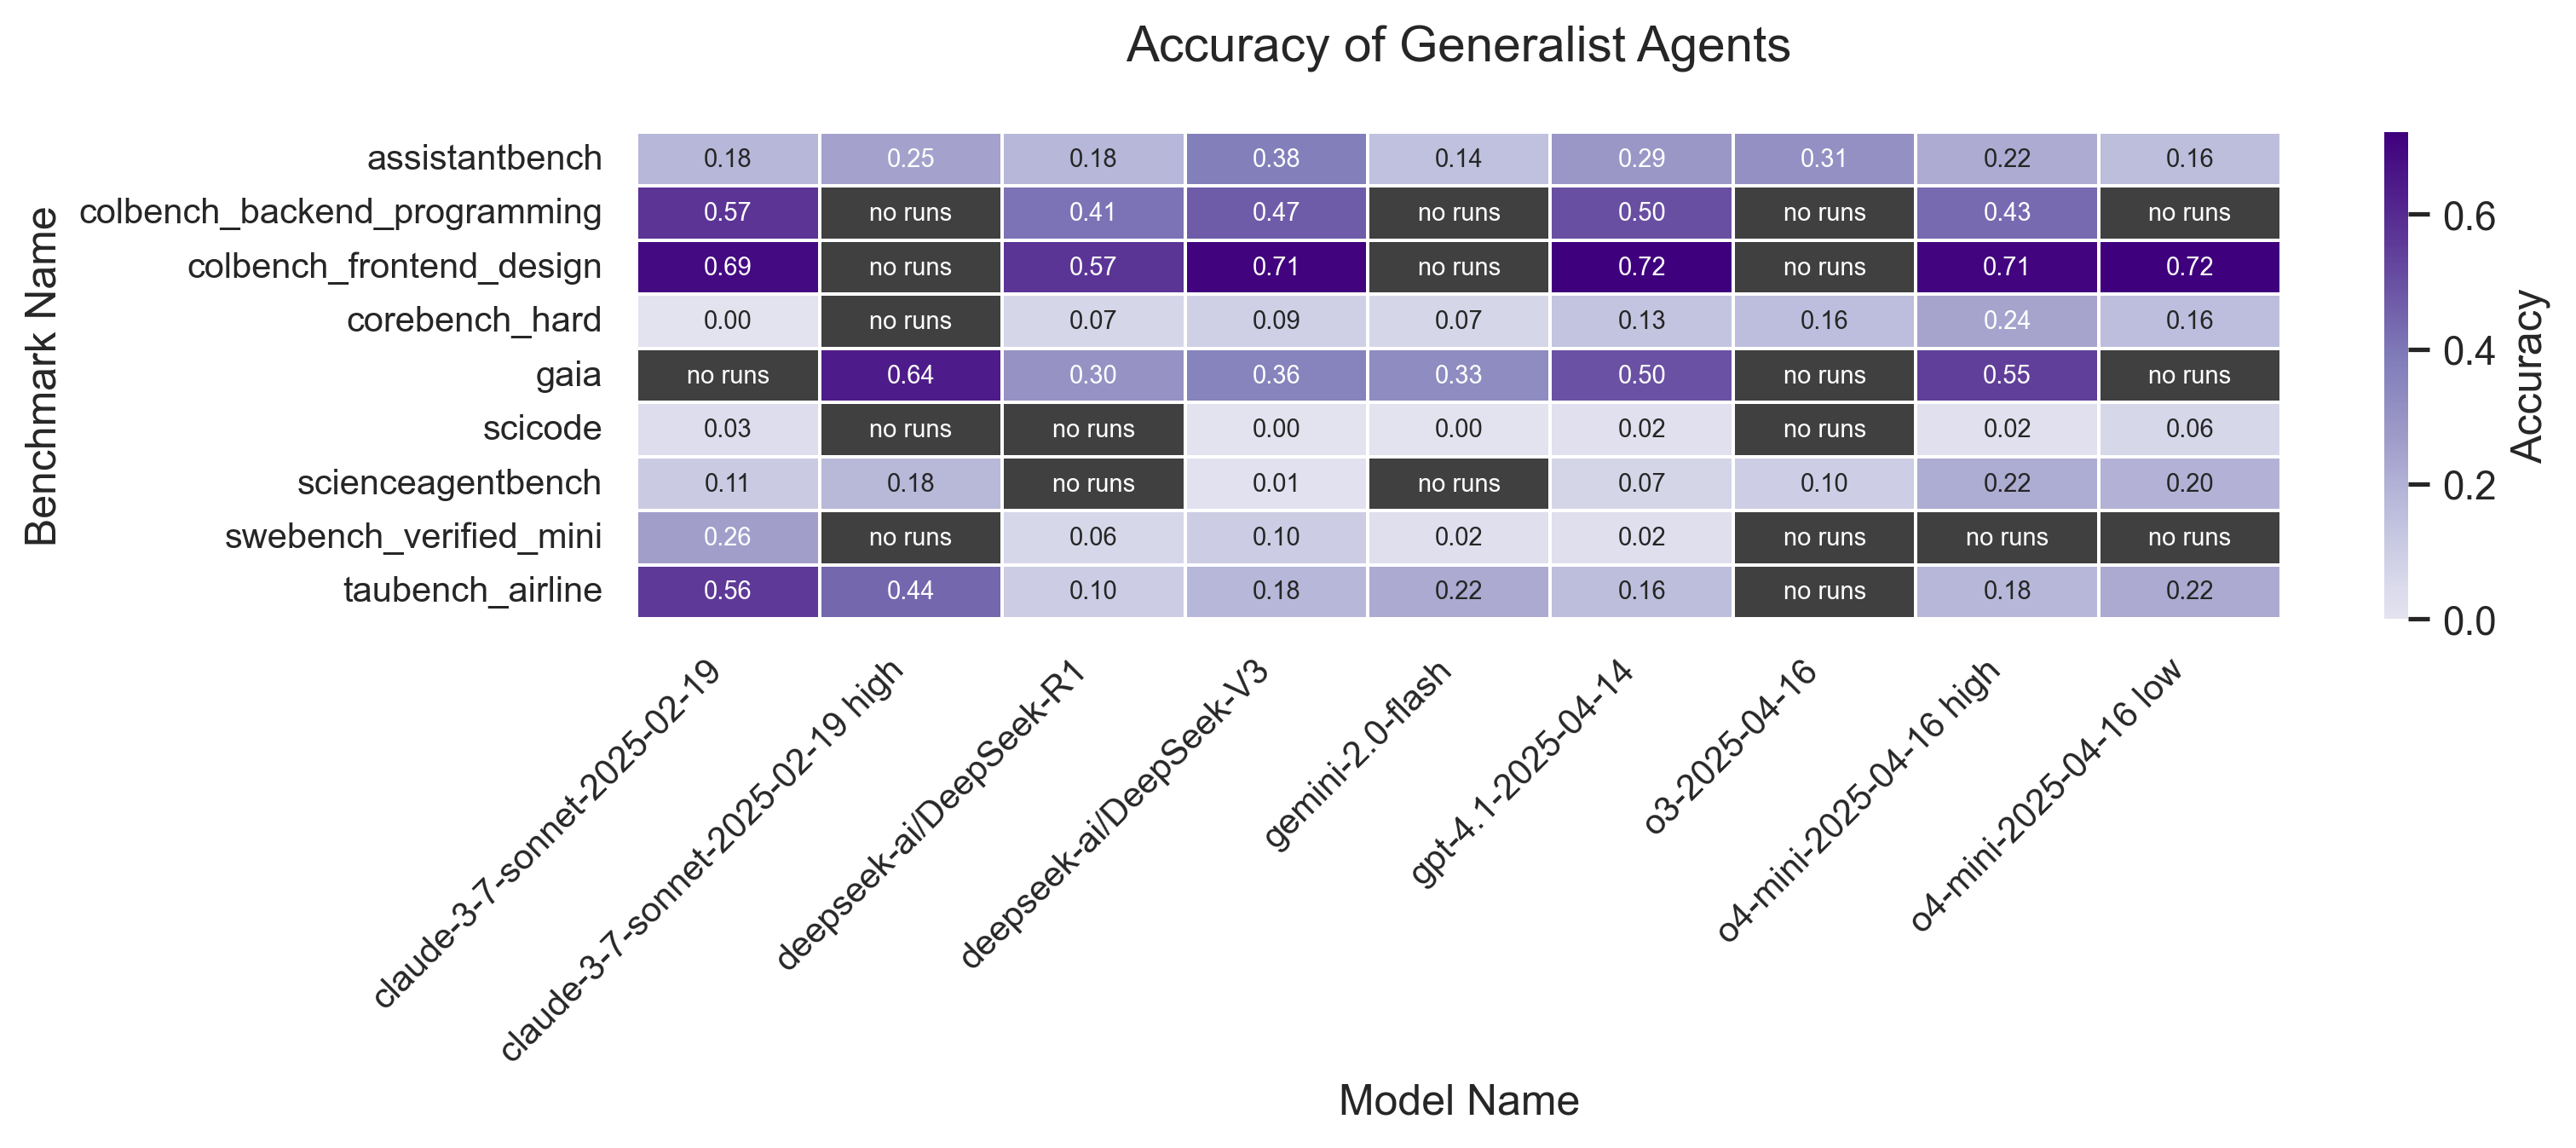 Accuracy of Generalist Agents
Benchmark Name
assistantbench 0.18 0.25 0.18 0.38 0.14 0.29 0.31 0.22 0.16
colbench_backend_programming 0.57 no runs 0.41 0.47 no runs 0.50 no runs 0.43 no runs
colbench_frontend_design 0.69 no runs 0.57 0.71 no runs 0.72 no runs 0.71 0.72
corebench_hard 0.00 no runs 0.07 0.09 0.07 0.13 0.16 0.24 0.16
gaia no runs 0.64 0.30 0.36 0.33 0.50 no runs 0.55 no runs
scicode 0.03 no runs no runs 0.00 0.00 0.02 no runs 0.02 0.06
scienceagentbench 0.11 0.18 no runs 0.01 no runs 0.07 0.10 0.22 0.20
swebench_verified_mini 0.26 no runs 0.06 0.10 0.02 0.02 no runs no runs no runs
taubench_airline 0.56 0.44 0.10 0.18 0.22 0.16 no runs 0.18 0.22
claude-3-7-sonnet-2025-02-19
claude-3-7-sonnet-2025-02-19 high
deepseek-ai/DeepSeek-R1
deepseek-ai/DeepSeek-V3
gemini-2.0-flash
gpt-4.1-2025-04-14
o3-2025-04-16
o4-mini-2025-04-16 high
o4-mini-2025-04-16 low
Model Name
0.6
0.4
0.2
0.0
Accuracy